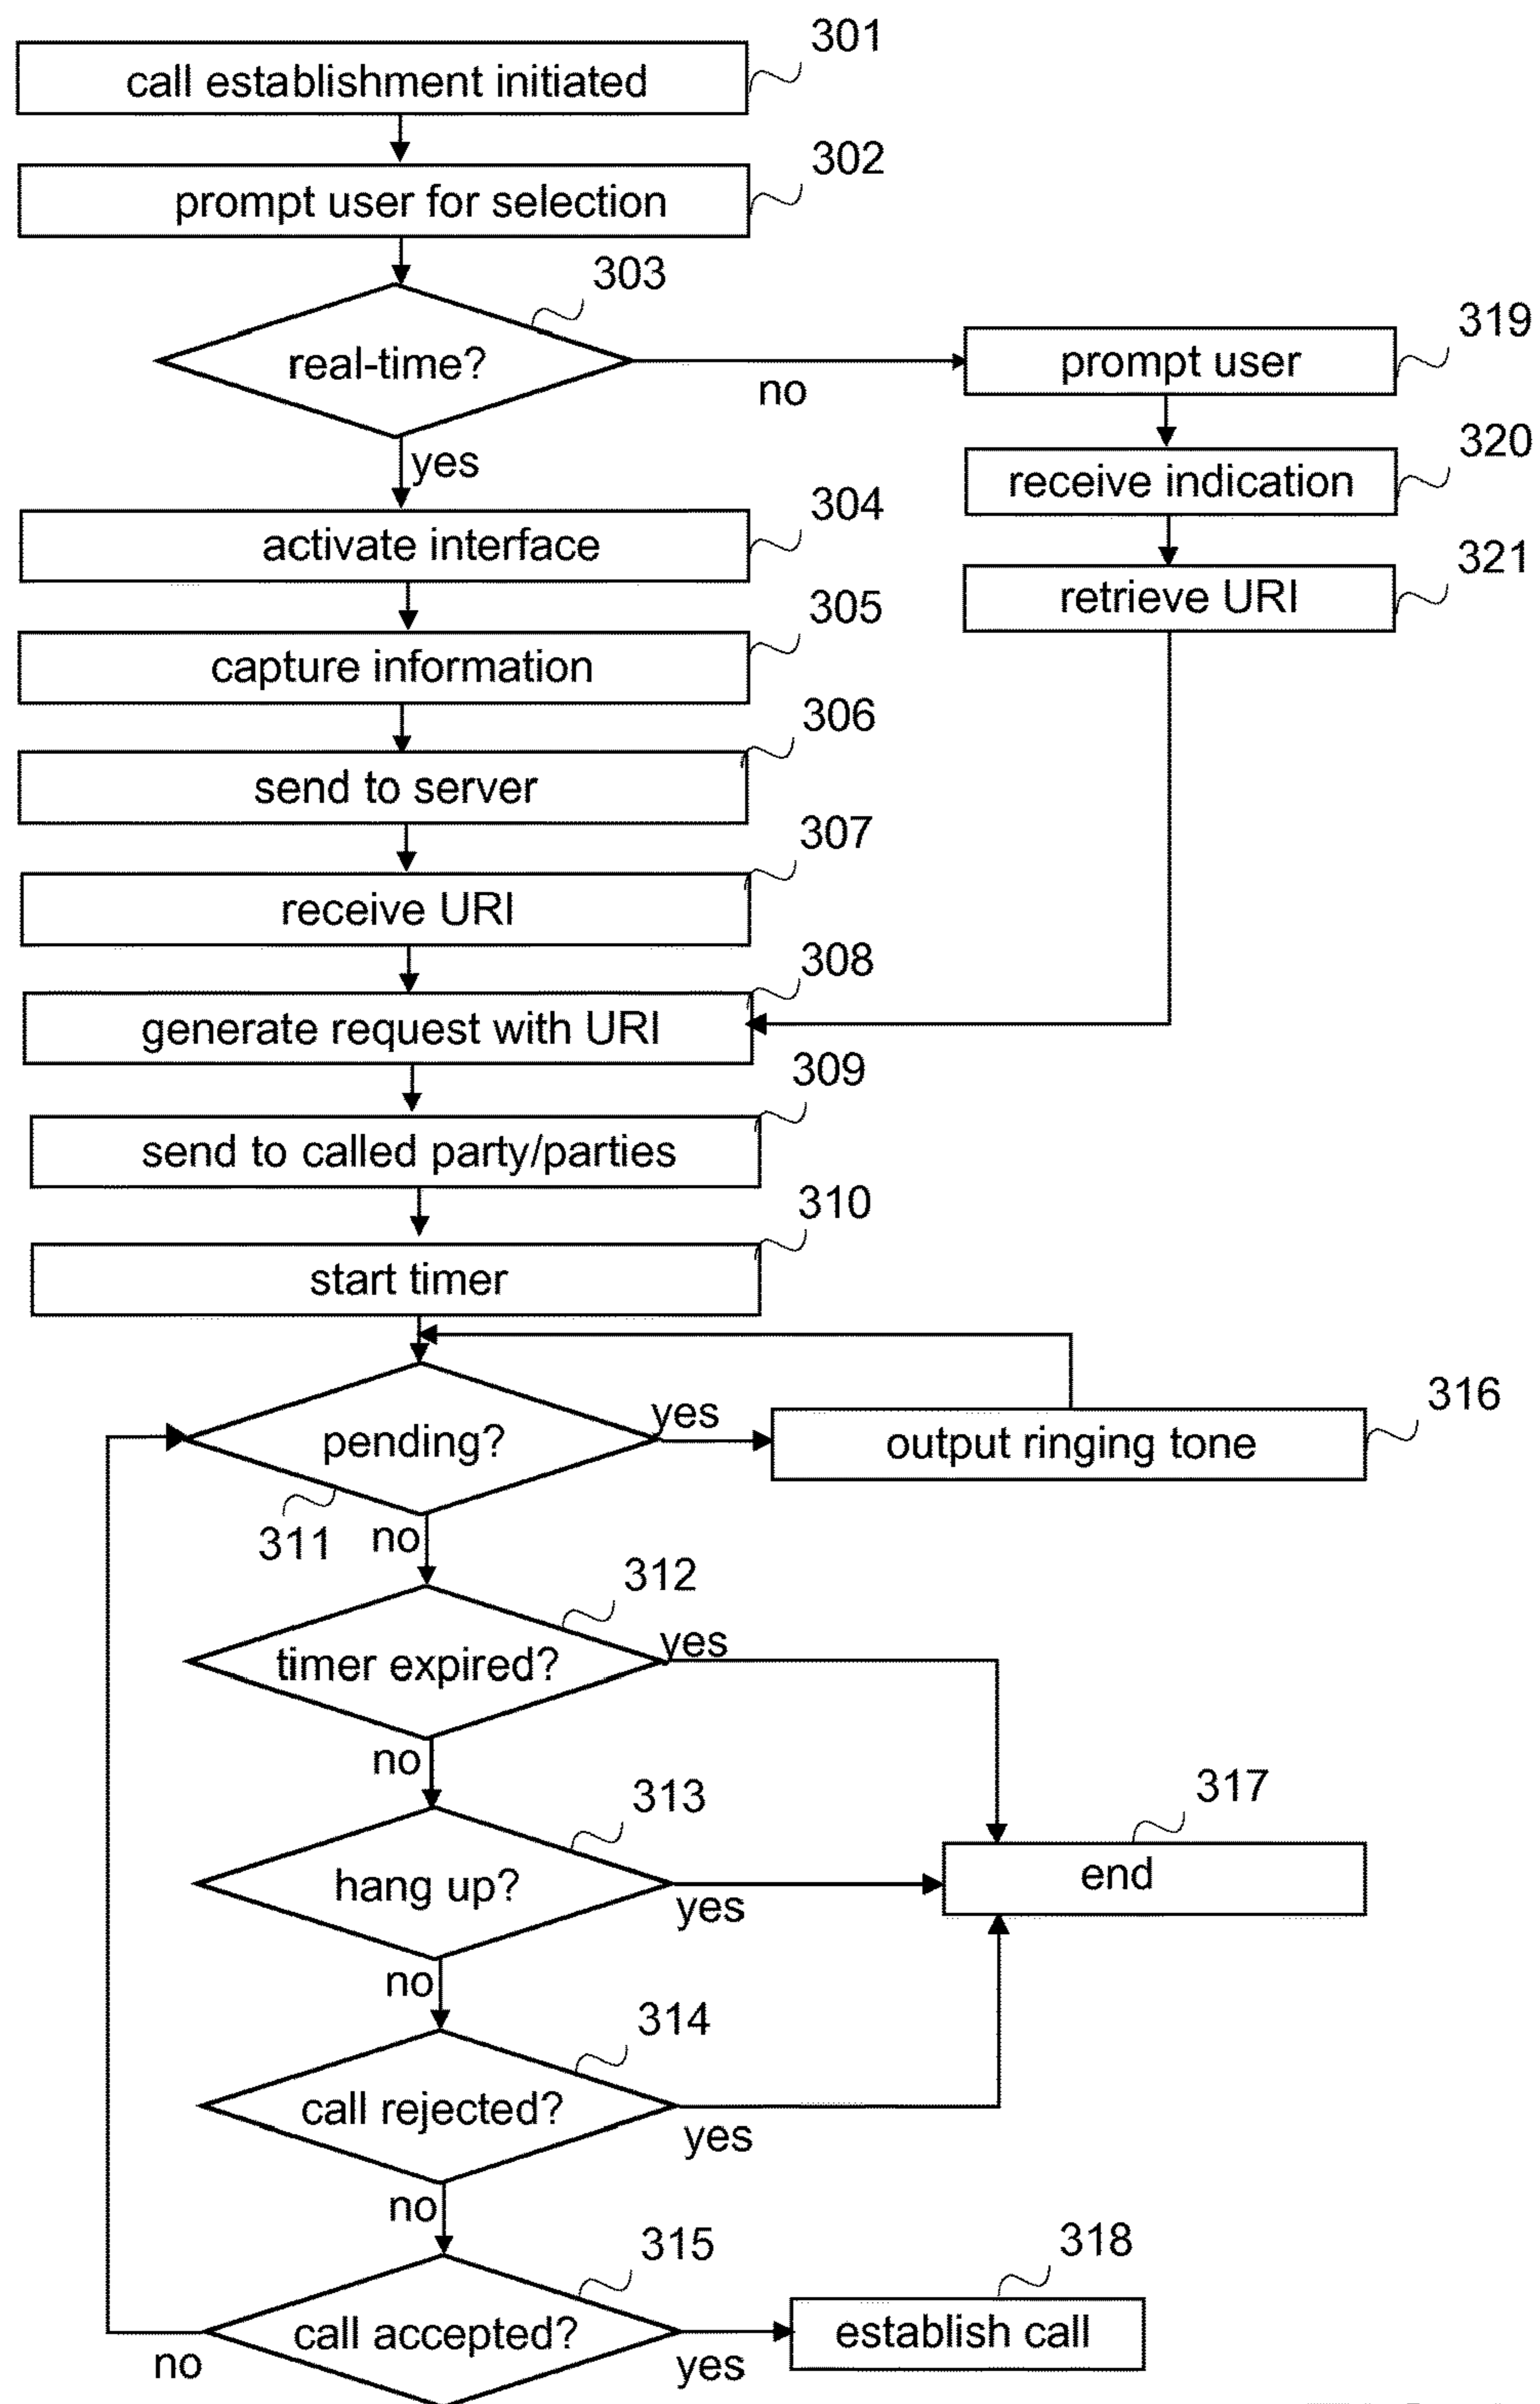 301
call establishment initiated
302
prompt user for selection
303
real-time?
no
yes
319
prompt user
320
receive indication
321
retrieve URI
304
activate interface
305
capture information
306
send to server
307
receive URI
308
generate request with URI
309
send to called party/parties
310
start timer
pending?
yes
316
output ringing tone
311
no
312
timer expired?
yes
no
313
hang up?
yes
317
end
no
314
call rejected?
yes
no
315
call accepted?
no
yes
318
establish call